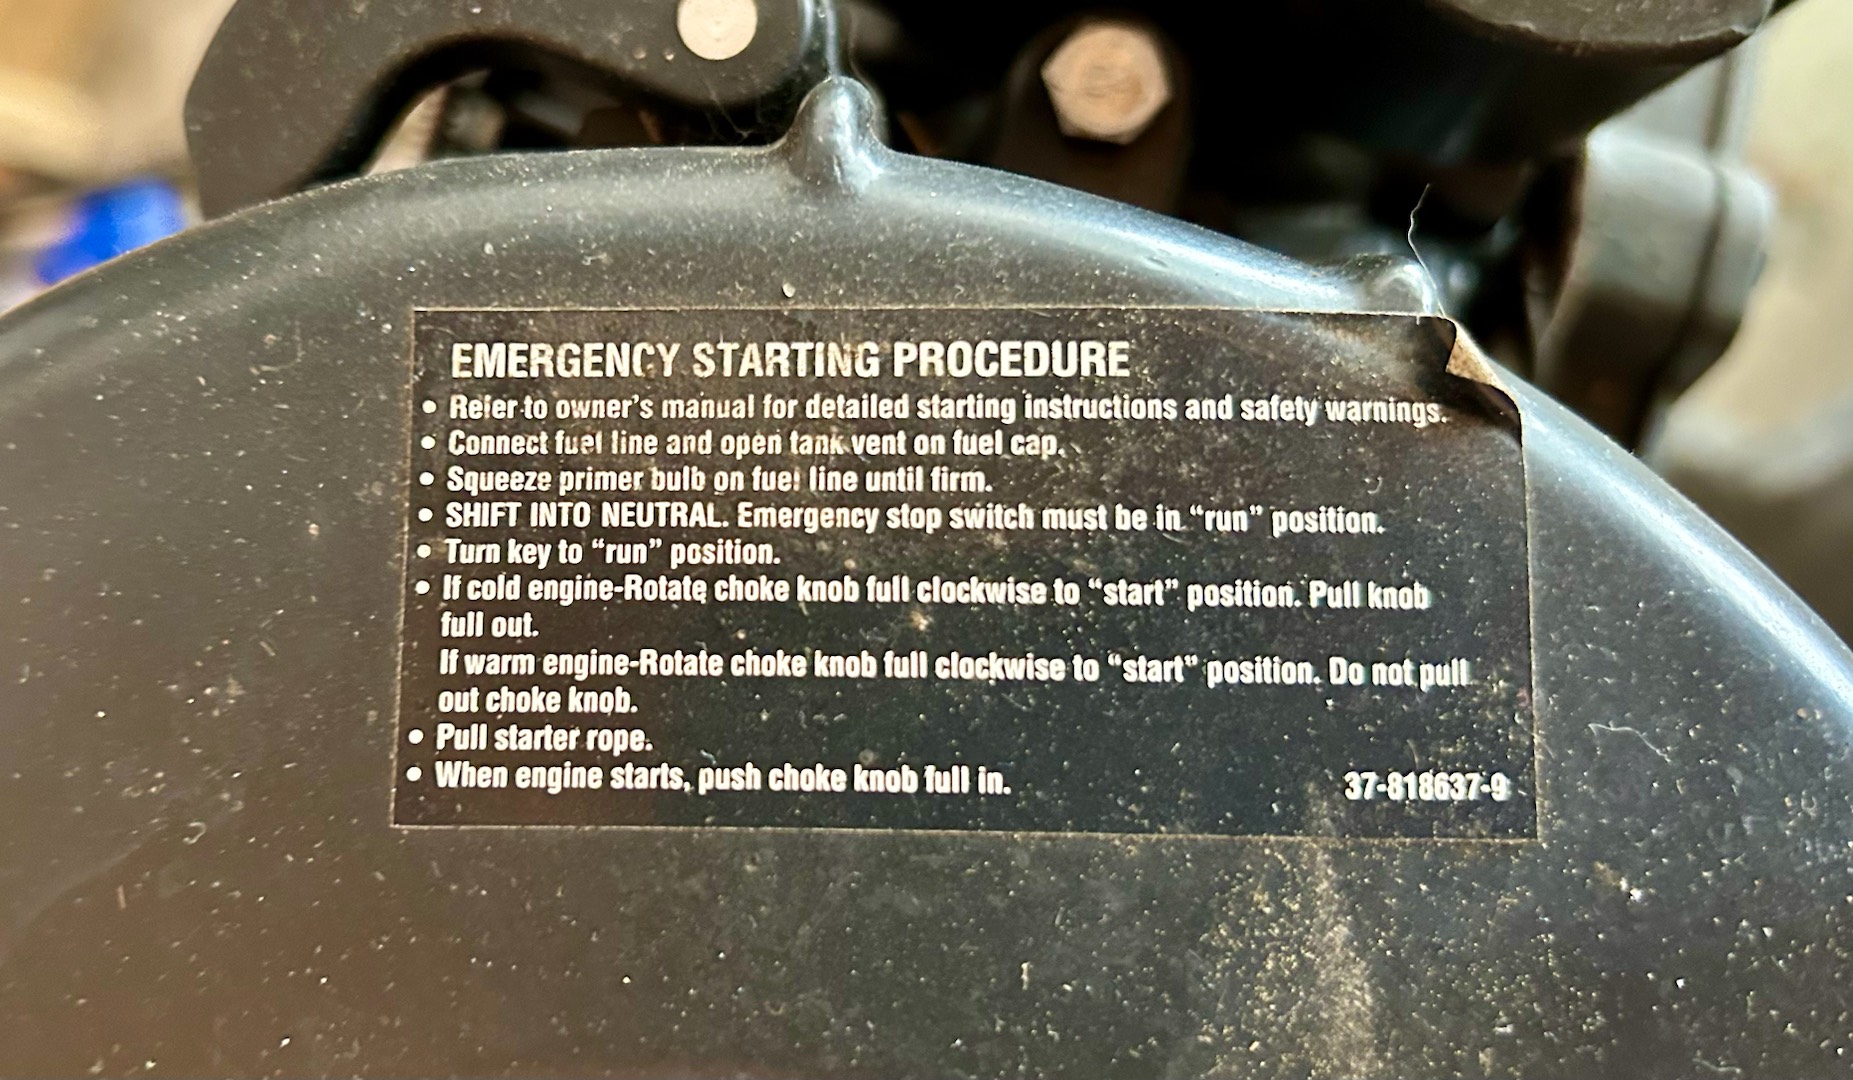 EMERGENCY STARTING PROCEDURE
• Refer to owner's manual for detailed starting instructions and safety warnings.
• Connect fuel line and open tank vent on fuel cap.
• Squeeze primer bulb on fuel line until firm.
• SHIFT INTO NEUTRAL. Emergency stop switch must be in "run" position.
• Turn key to "run" position.
• If cold engine-Rotate choke knob full clockwise to "start" position. Pull knob
full out.
If warm engine-Rotate choke knob full clockwise to "start" position. Do not pull
out choke knob.
• Pull starter rope.
• When engine starts, push choke knob full in.
37-818637-9